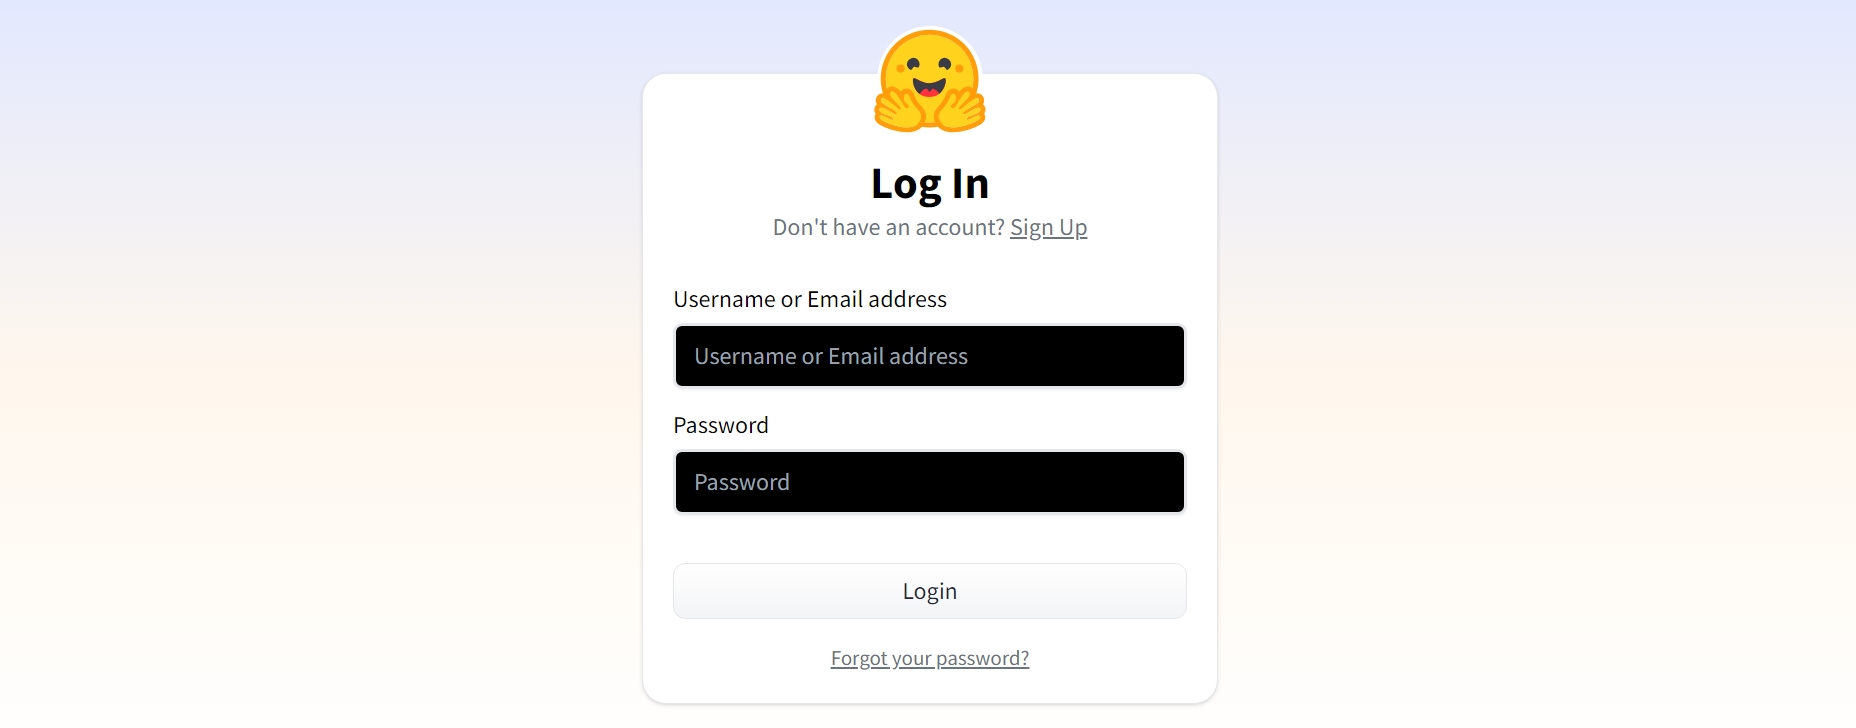 Log In
Don't have an account? Sign Up
Username or Email address
Username or Email address
Password
Password
Login
Forgot your password?